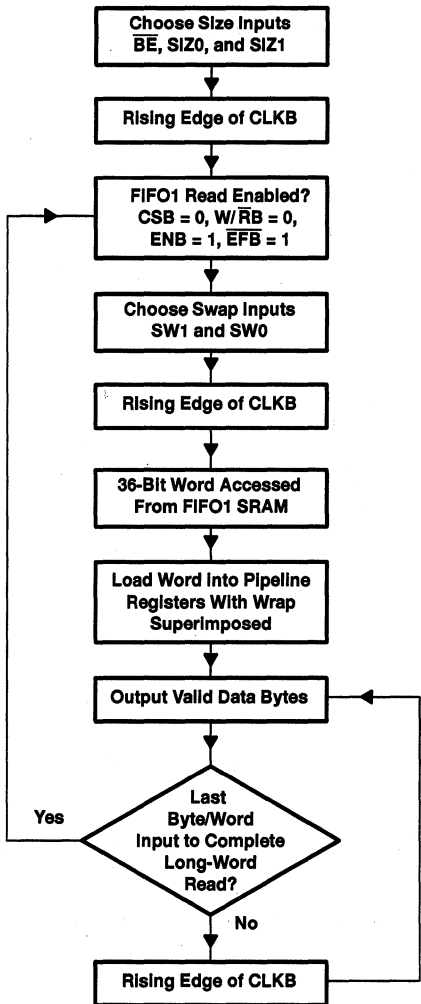 Choose Size Inputs
B̅E̅, SIZ0, and SIZ1
Rising Edge of CLKB
FIFO1 Read Enabled?
CSB = 0, W/R̅B = 0,
ENB = 1, E̅F̅B̅ = 1
Choose Swap Inputs
SW1 and SW0
Rising Edge of CLKB
36-Bit Word Accessed
From FIFO1 SRAM
Load Word into Pipeline
Registers With Wrap
Superimposed
Output Valid Data Bytes
Yes
Last
Byte/Word
Input to Complete
Long-Word
Read?
No
Rising Edge of CLKB